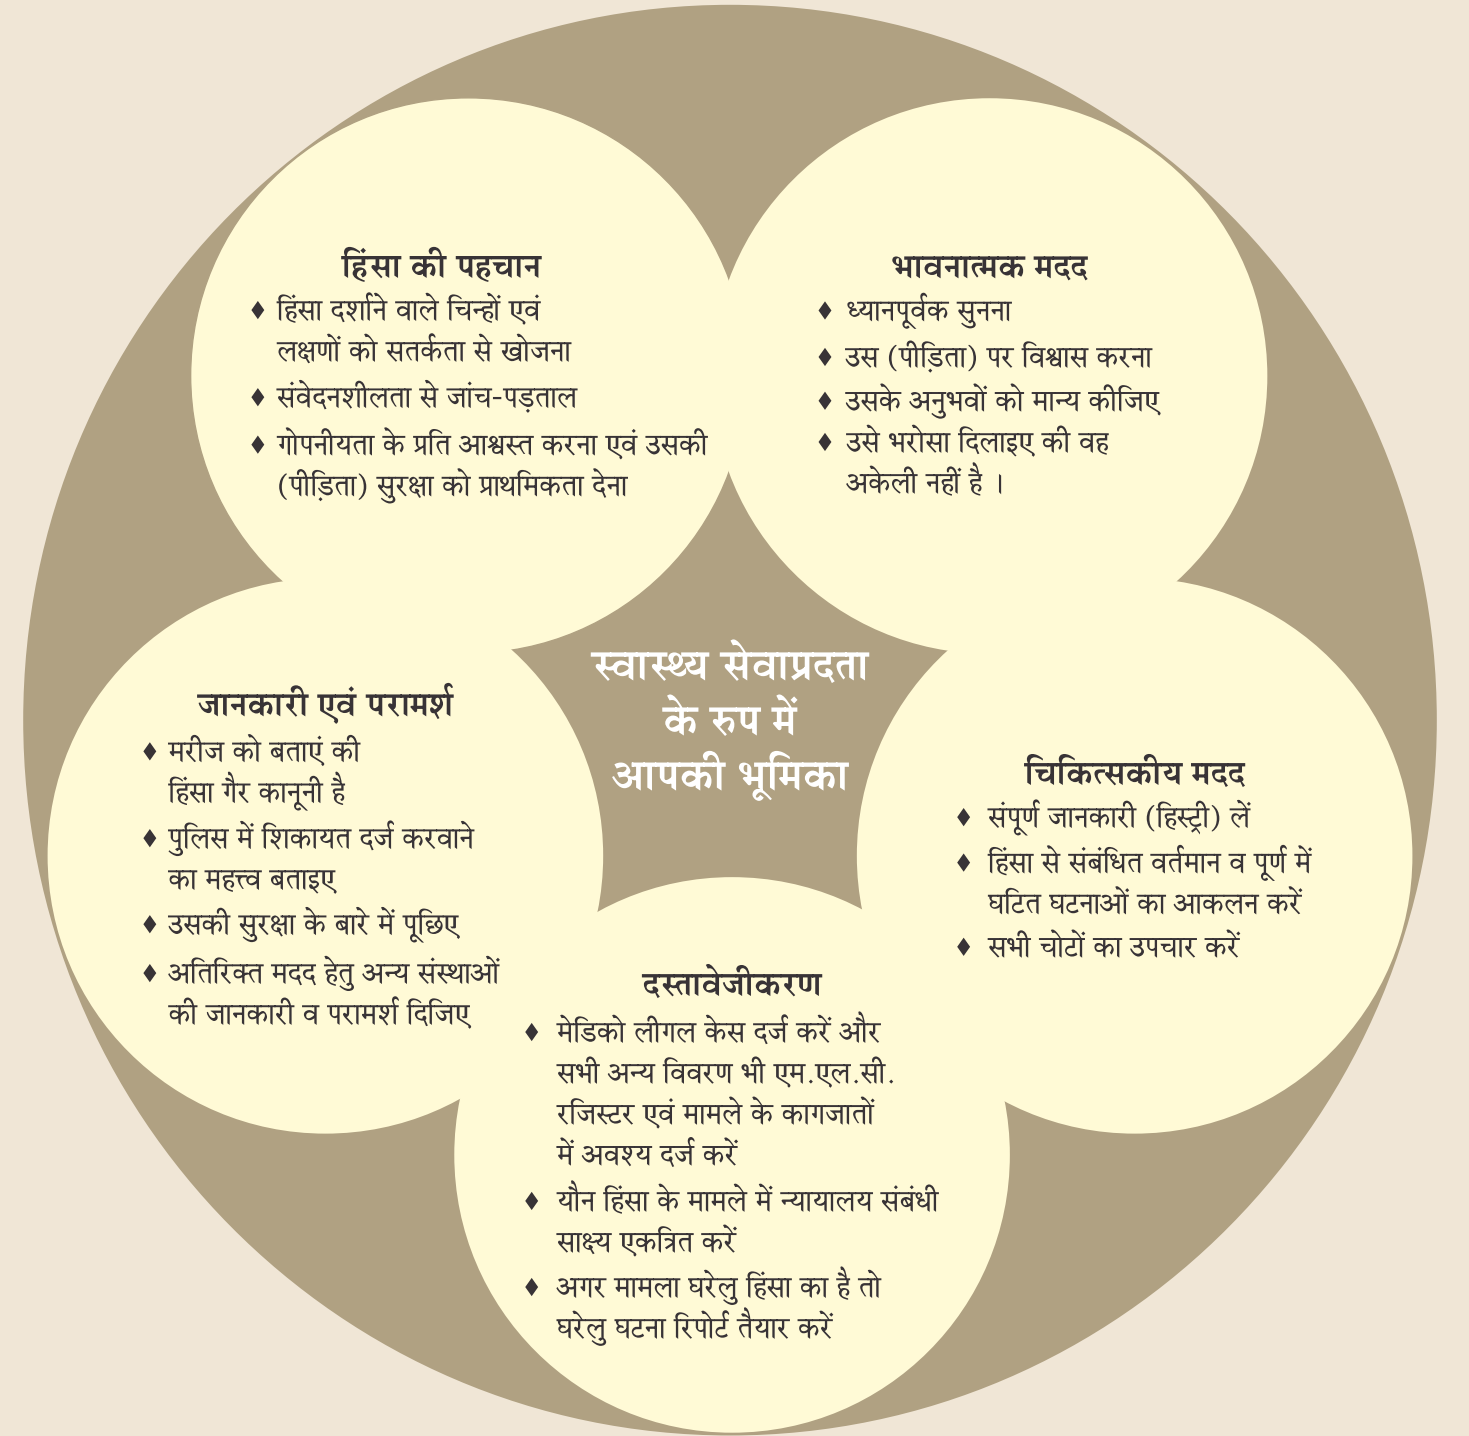 हिंसा की पहचान
♦ हिंसा दर्शाने वाले चिन्हों एवं
लक्षणों को सतर्कता से खोजना
♦ संवेदनशीलता से जांच-पड़ताल
♦ गोपनीयता के प्रति आश्वस्त करना एवं उसकी
(पीड़िता) सुरक्षा को प्राथमिकता देना
भावनात्मक मदद
♦ ध्यानपूर्वक सुनना
♦ उस (पीड़िता) पर विश्वास करना
♦ उसके अनुभवों को मान्य कीजिए
♦ उसे भरोसा दिलाइए की वह
अकेली नहीं है ।
स्वास्थ्य सेवाप्रदता
के रुप में
आपकी भूमिका
जानकारी एवं परामर्श
♦ मरीज को बताएं की
हिंसा गैर कानूनी है
♦ पुलिस में शिकायत दर्ज करवाने
का महत्त्व बताइए
♦ उसकी सुरक्षा के बारे में पूछिए
♦ अतिरिक्त मदद हेतु अन्य संस्थाओं
की जानकारी व परामर्श दिजिए
चिकित्सकीय मदद
♦ संपूर्ण जानकारी (हिस्ट्री) लें
♦ हिंसा से संबंधित वर्तमान व पूर्ण में
घटित घटनाओं का आकलन करें
♦ सभी चोटों का उपचार करें
दस्तावेजीकरण
♦ मेडिको लीगल केस दर्ज करें और
सभी अन्य विवरण भी एम.एल.सी.
रजिस्टर एवं मामले के कागजातों
में अवश्य दर्ज करें
♦ यौन हिंसा के मामले में न्यायालय संबंधी
साक्ष्य एकत्रित करें
♦ अगर मामला घरेलु हिंसा का है तो
घरेलु घटना रिपोर्ट तैयार करें